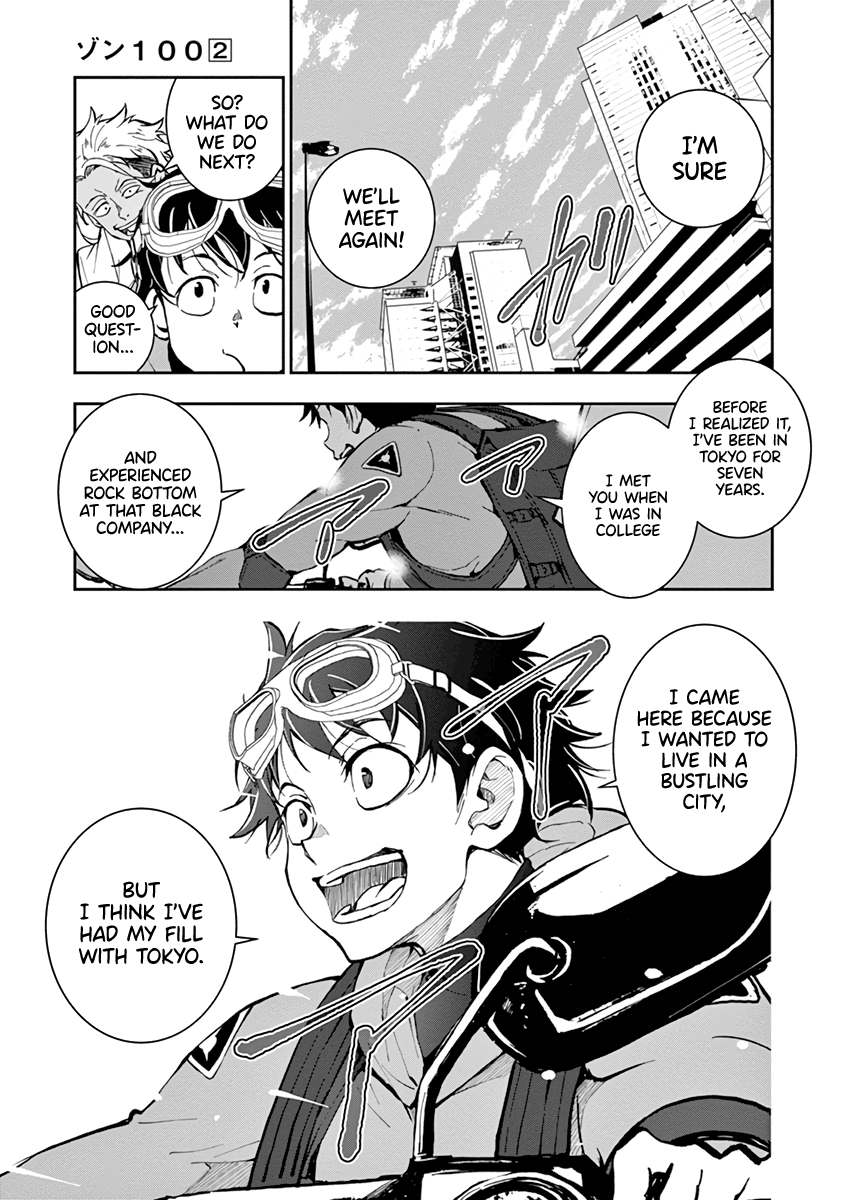 ゾン１００２
I'M
SURE
WE'LL
MEET
AGAIN!
SO?
WHAT DO
WE DO
NEXT?
GOOD
QUEST-
ION...
BEFORE
I REALIZED IT,
I'VE BEEN IN
TOKYO FOR
SEVEN
YEARS.
I MET
YOU WHEN
I WAS IN
COLLEGE
AND
EXPERIENCED
ROCK BOTTOM
AT THAT BLACK
COMPANY...
I CAME
HERE BECAUSE
I WANTED TO
LIVE IN A
BUSTLING
CITY,
BUT
I THINK I'VE
HAD MY FILL
WITH TOKYO.